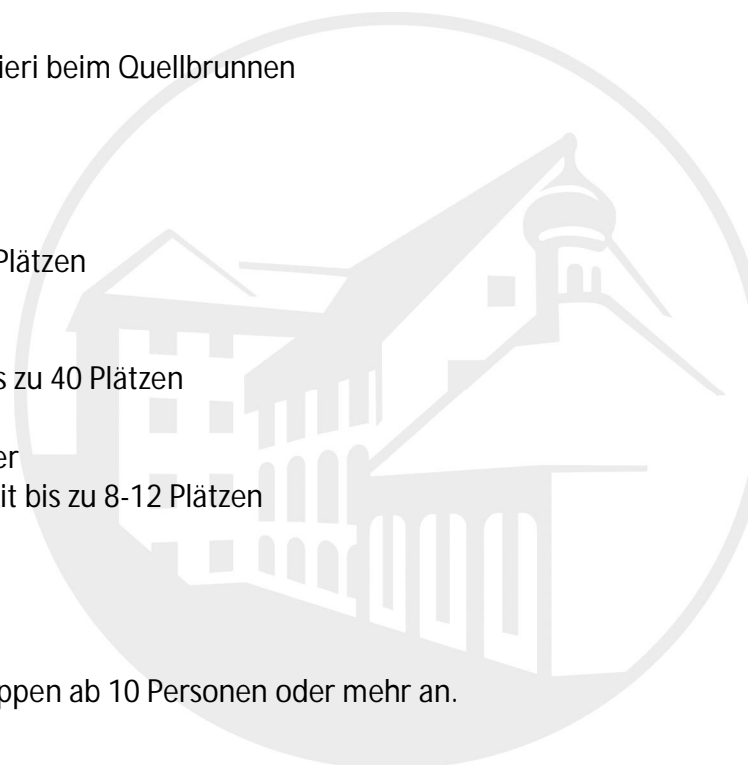 ieri beim Quellbrunnen
Plätzen
s zu 40 Plätzen
er
it bis zu 8-12 Plätzen
ppen ab 10 Personen oder mehr an.